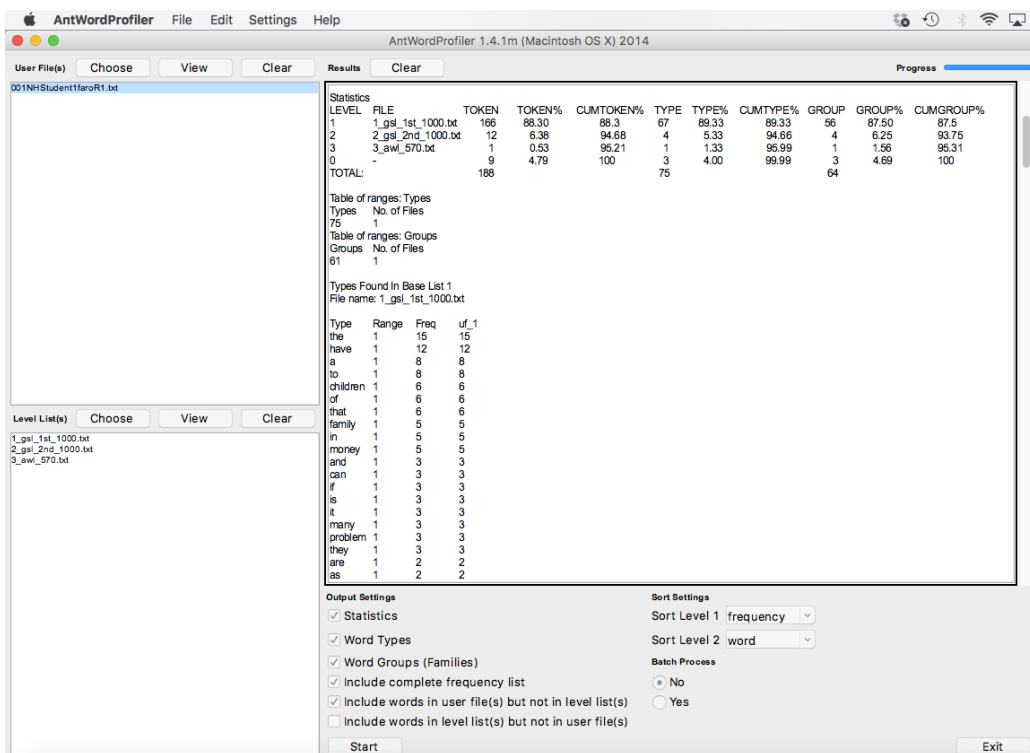 AntWordProfiler File Edit Settings Help
AntWordProfiler 1.4.1m (Macintosh OS X) 2014
User File(s) Choose View Clear Results Clear Progress
001NHStudent1faroR1.txt
Statistics
LEVEL FILE TOKEN TOKEN% CUMTOKEN% TYPE TYPE% CUMTYPE% GROUP GROUP% CUMGROUP%
1 1_gsl_1st_1000.txt 166 88.30 88.3 67 89.33 89.33 56 87.50 87.5
2 2_gsl_2nd_1000.txt 12 6.38 94.68 4 5.33 94.66 4 6.25 93.75
3 3_awl_570.txt 1 0.53 95.21 1 1.33 95.99 1 1.56 95.31
0 - 9 4.79 100 3 4.00 99.99 3 4.69 100
TOTAL: 188 75 64
Table of ranges: Types
Types No. of Files
75 1
Table of ranges: Groups
Groups No. of Files
61 1
Types Found In Base List 1
File name: 1_gsl_1st_1000.txt
Type Range Freq uf_1
the 1 15 15
have 1 12 12
a 1 8 8
to 1 8 8
children 1 6 6
of 1 6 6
that 1 6 6
family 1 5 5
in 1 5 5
money 1 5 5
and 1 3 3
can 1 3 3
if 1 3 3
is 1 3 3
it 1 3 3
many 1 3 3
problem 1 3 3
they 1 3 3
are 1 2 2
as 1 2 2
Level List(s) Choose View Clear
1_gsl_1st_1000.txt
2_gsl_2nd_1000.txt
3_awl_570.txt
Output Settings
Statistics
Word Types
Word Groups (Families)
Include complete frequency list
Include words in user file(s) but not in level list(s)
Include words in level list(s) but not in user file(s)
Sort Settings
Sort Level 1 frequency
Sort Level 2 word
Batch Process
No
Yes
Start Exit